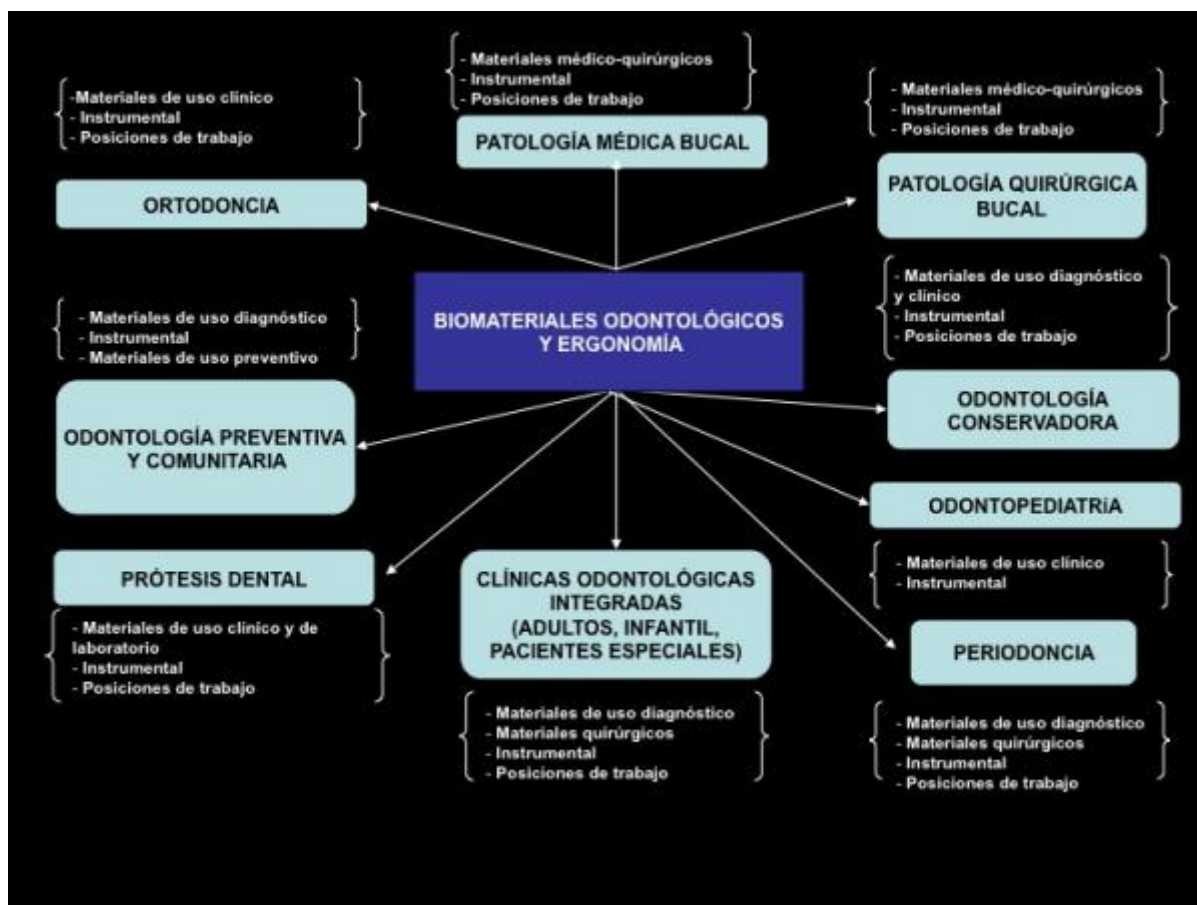 - Materiales médico-quirúrgicos
- Instrumental
- Posiciones de trabajo
PATOLOGÍA MÉDICA BUCAL
-Materiales de uso clínico
- Instrumental
- Posiciones de trabajo
ORTODONCIA
- Materiales médico-quirúrgicos
- Instrumental
- Posiciones de trabajo
PATOLOGÍA QUIRÚRGICA
BUCAL
BIOMATERIALES ODONTOLÓGICOS
Y ERGONOMÍA
- Materiales de uso diagnóstico
y clínico
- Instrumental
- Posiciones de trabajo
ODONTOLOGÍA
CONSERVADORA
- Materiales de uso diagnóstico
- Instrumental
- Materiales de uso preventivo
ODONTOLOGÍA PREVENTIVA
Y COMUNITARIA
ODONTOPEDIATRíA
- Materiales de uso clínico
- Instrumental
PRÓTESIS DENTAL
- Materiales de uso clínico y de
laboratorio
- Instrumental
- Posiciones de trabajo
CLÍNICAS ODONTOLÓGICAS
INTEGRADAS
(ADULTOS, INFANTIL,
PACIENTES ESPECIALES)
- Materiales de uso diagnóstico
- Materiales quirúrgicos
- Instrumental
- Posiciones de trabajo
PERIODONCIA
- Materiales de uso diagnóstico
- Materiales quirúrgicos
- Instrumental
- Posiciones de trabajo